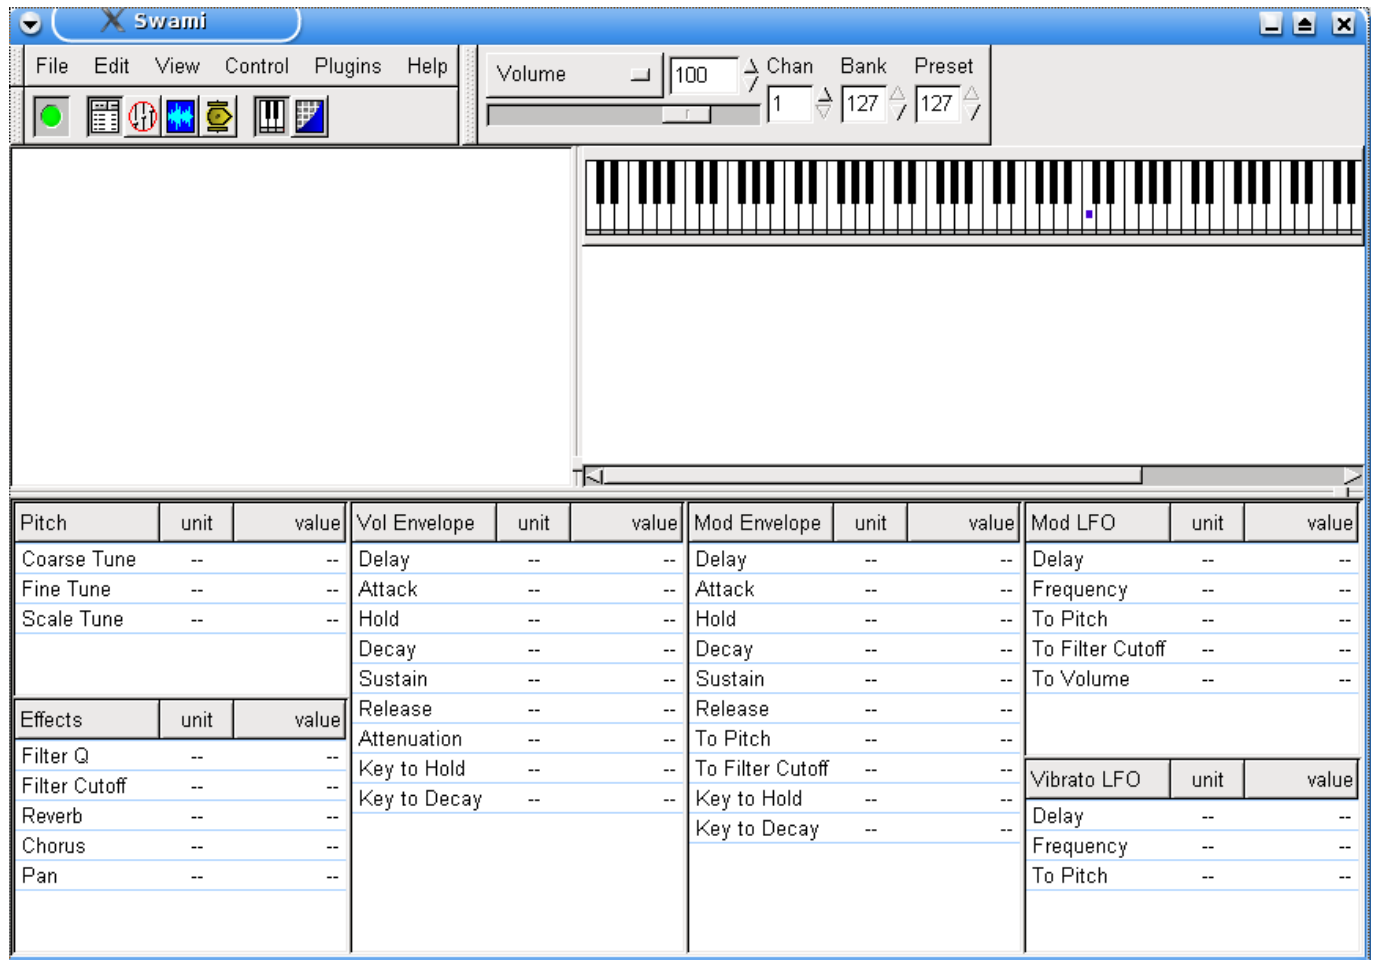 Swami
File Edit View Control Plugins Help
Volume 100 Chan Bank Preset
1 127 127
Pitch unit value
Coarse Tune -- --
Fine Tune -- --
Scale Tune -- --
Effects unit value
Filter Q -- --
Filter Cutoff -- --
Reverb -- --
Chorus -- --
Pan -- --
Vol Envelope unit value
Delay -- --
Attack -- --
Hold -- --
Decay -- --
Sustain -- --
Release -- --
Attenuation -- --
Key to Hold -- --
Key to Decay -- --
Mod Envelope unit value
Delay -- --
Attack -- --
Hold -- --
Decay -- --
Sustain -- --
Release -- --
To Pitch -- --
To Filter Cutoff -- --
Key to Hold -- --
Key to Decay -- --
Mod LFO unit value
Delay -- --
Frequency -- --
To Pitch -- --
To Filter Cutoff -- --
To Volume -- --
Vibrato LFO unit value
Delay -- --
Frequency -- --
To Pitch -- --